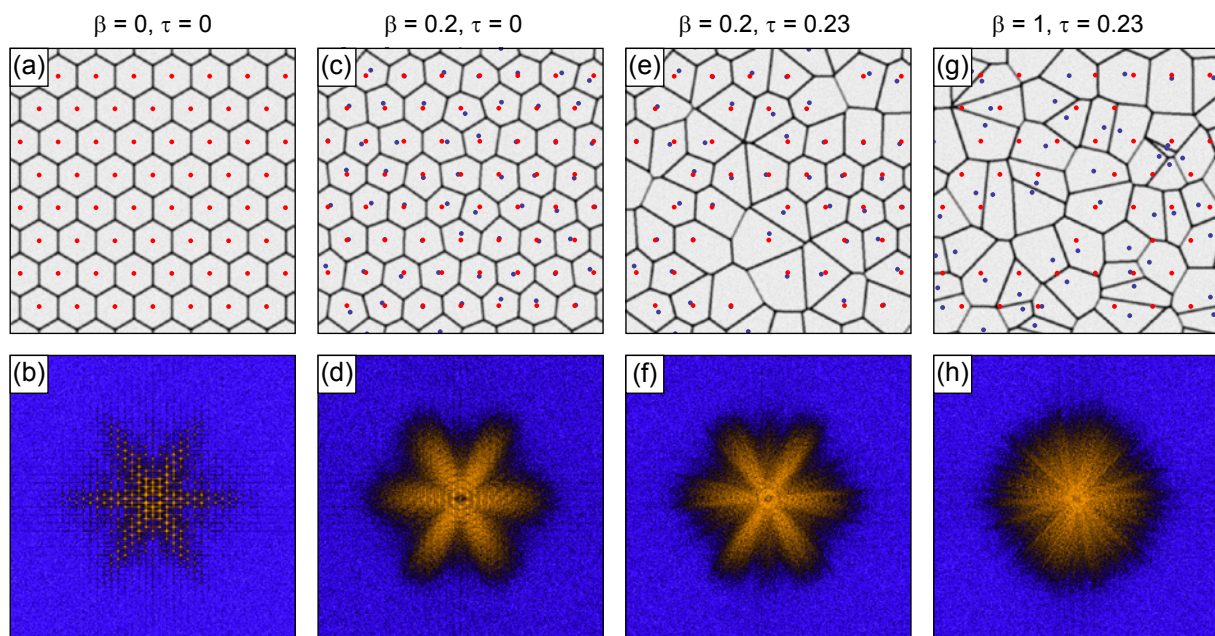 β = 0, τ = 0
β = 0.2, τ = 0
β = 0.2, τ = 0.23
β = 1, τ = 0.23
(a)
(c)
(e)
(g)
(b)
(d)
(f)
(h)